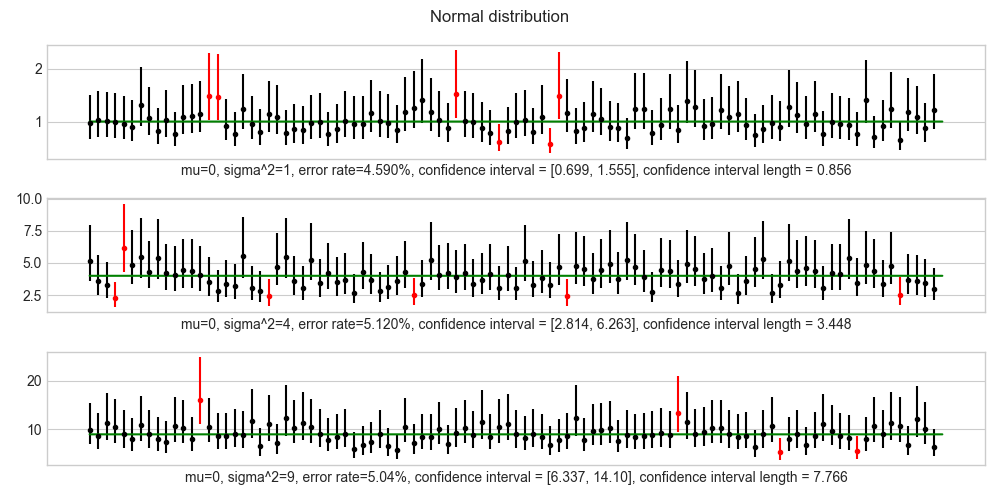 Normal distribution
2
1
mu=0, sigma^2=1, error rate=4.590%, confidence interval = [0.699, 1.555], confidence interval length = 0.856
10.0
7.5
5.0
2.5
mu=0, sigma^2=4, error rate=5.120%, confidence interval = [2.814, 6.263], confidence interval length = 3.448
20
10
mu=0, sigma^2=9, error rate=5.04%, confidence interval = [6.337, 14.10], confidence interval length = 7.766